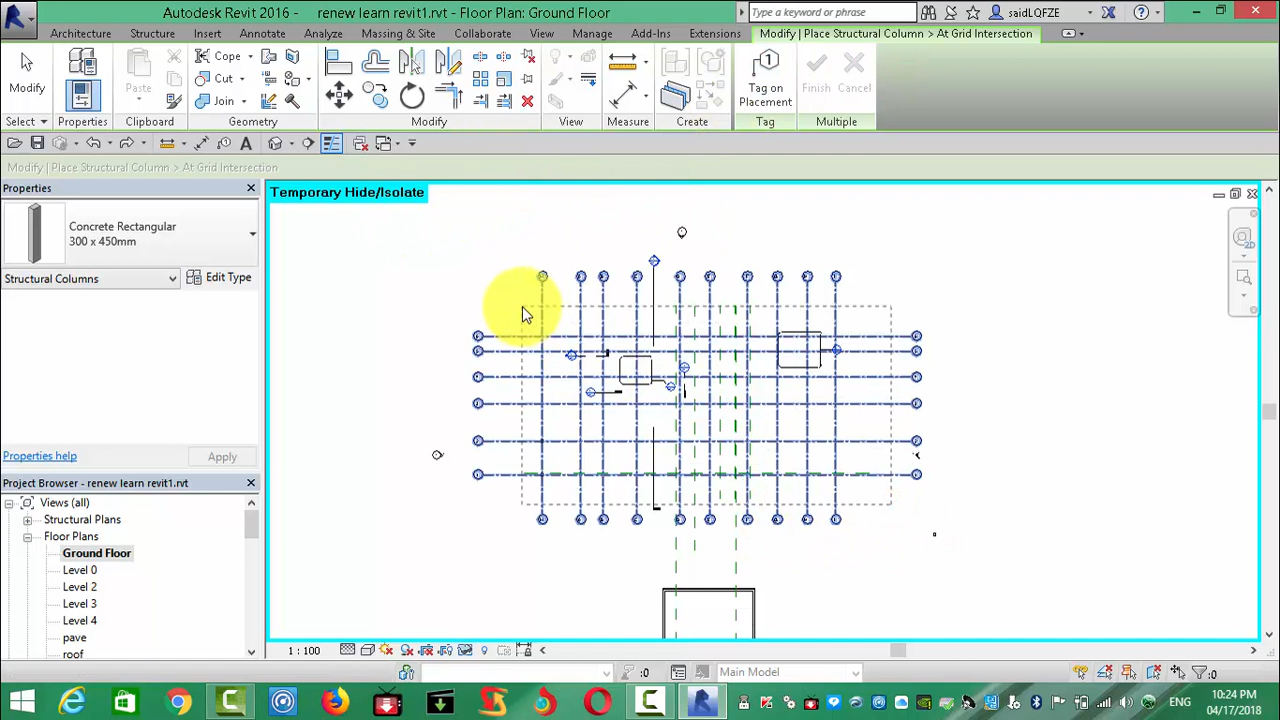 Autodesk Revit 2016 - renew learn revit1.rvt - Floor Plan: Ground Floor
Type a keyword or phrase
saidLQFZE
Annotate Analyze Massing & Site Collaborate View Manage Add-Ins Extensions Modify | Place Structural Column > At Grid Intersection
Modify
Paste
Cope
Cut
Join
Tag on
Placement
Finish
Cancel
Select
Properties
Clipboard
Geometry
Modify
View
Measure
Create
Tag
Multiple
Modify | Place Structural Column > At Grid Intersection
Properties
Concrete Rectangular
300 x 450mm
Structural Columns
Edit Type
Properties help
Apply
Temporary Hide/Isolate
2D
Project Browser - renew learn revit1.rvt
Views (all)
Structural Plans
Floor Plans
Ground Floor
Level 0
Level 2
Level 3
Level 4
pave
roof
1 : 100
:0
Main Model
:0
ENG
10:24 PM
04/17/2018